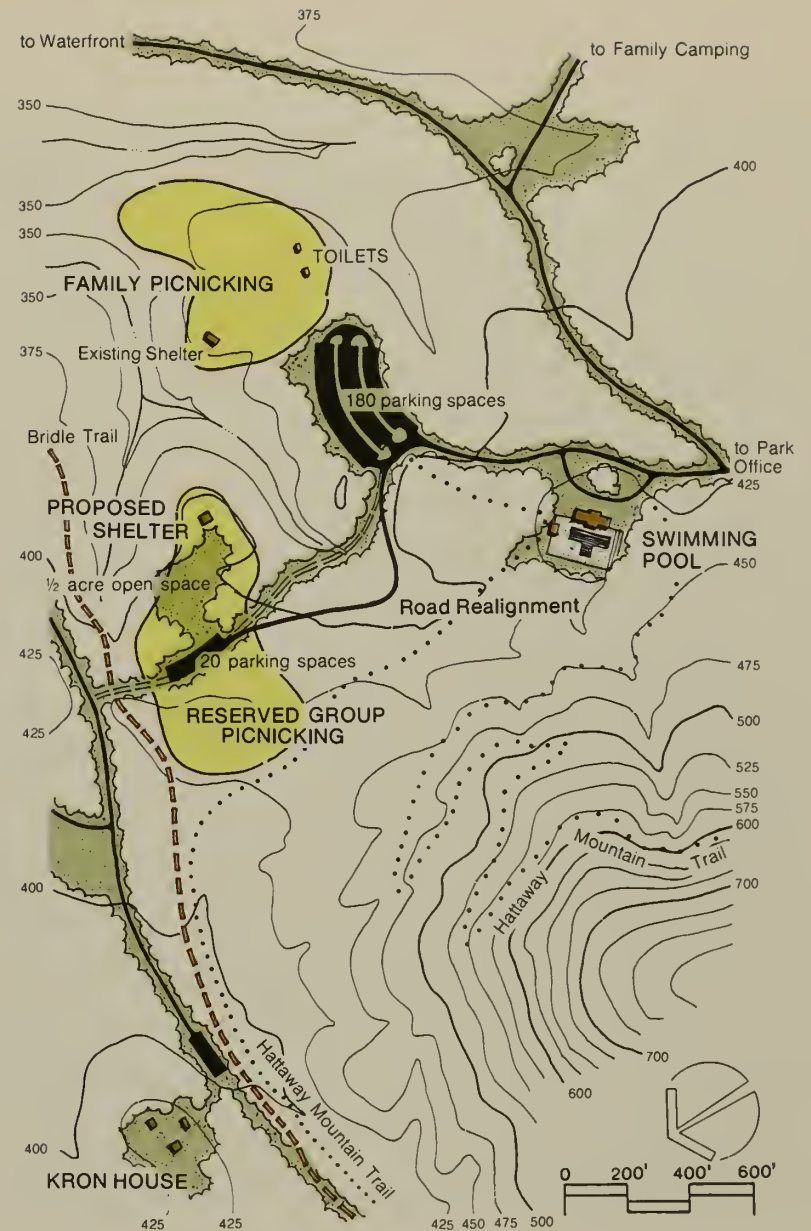 375
to Waterfront
to Family Camping
350
400
350
350
TOILETS
FAMILY PICNICKING
350
Existing Shelter
375
180 parking spaces
Bridle Trail
to Park
Office
425
PROPOSED
SHELTER
SWIMMING
POOL
450
400
½ acre open space
Road Realignment
425
20 parking spaces
475
RESERVED GROUP
PICNICKING
500
425
525
550
575
600
Hattaway Mountain Trail
700
400
700
Hattaway Mountain Trail
600
400
KRON HOUSE
0 200' 400' 600'
425 425 425 450 475 500